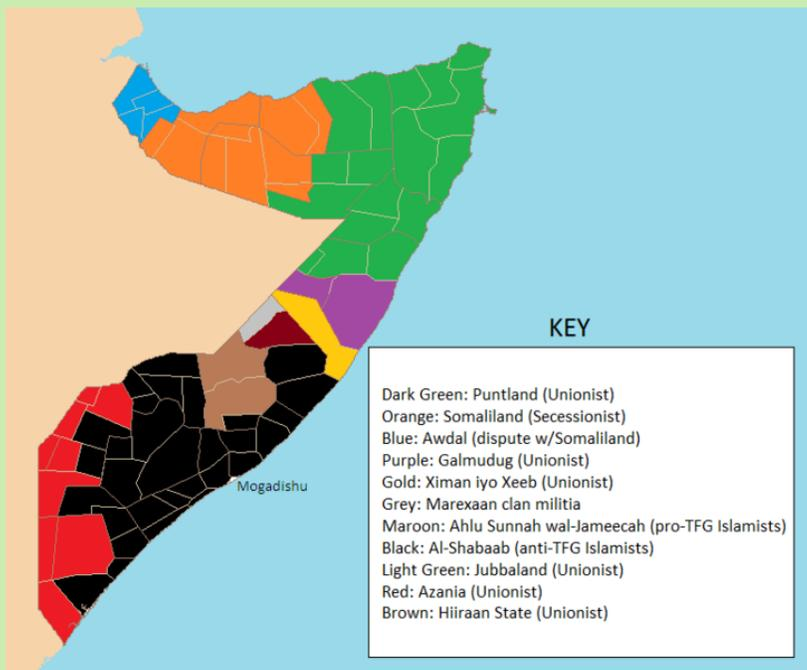 KEY
Dark Green: Puntland (Unionist)
Orange: Somaliland (Secessionist)
Blue: Awdal (dispute w/Somaliland)
Purple: Galmudug (Unionist)
Gold: Ximan iyo Xeeb (Unionist)
Grey: Marexaan clan militia
Maroon: Ahlu Sunnah wal-Jameecah (pro-TFG Islamists)
Black: Al-Shabaab (anti-TFG Islamists)
Light Green: Jubbaland (Unionist)
Red: Azania (Unionist)
Brown: Hiiraan State (Unionist)
Mogadishu